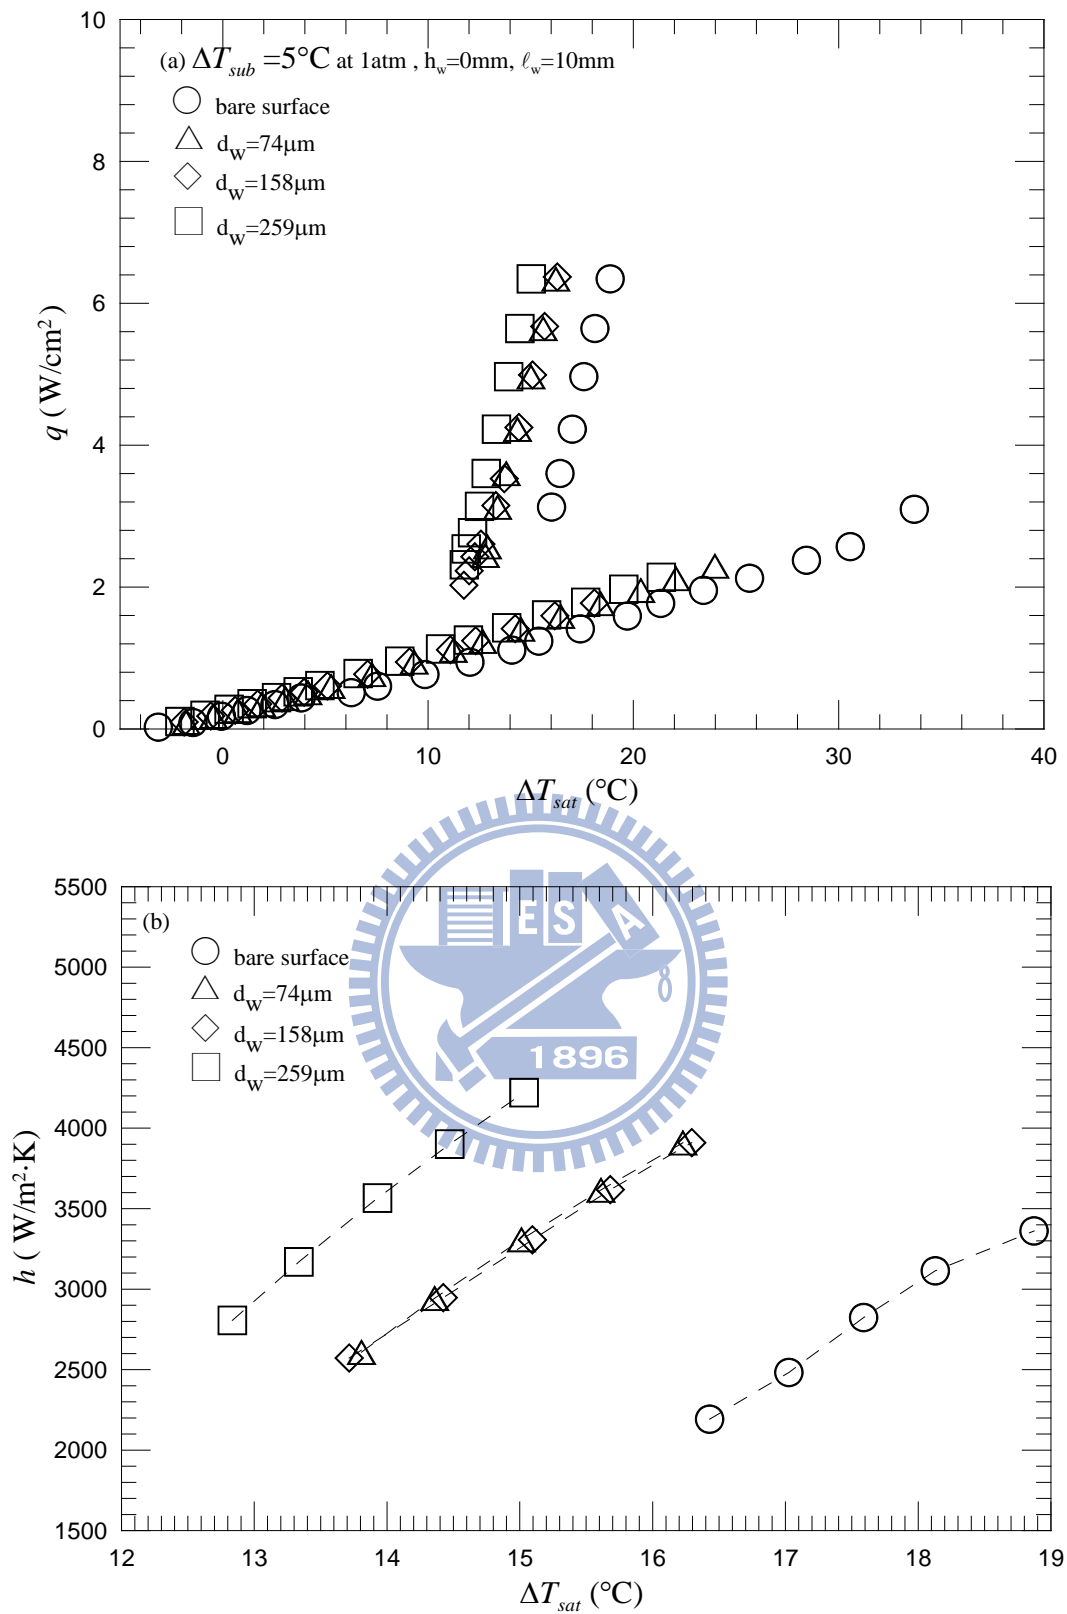 10
8
6
4
2
0
q ( W/cm²)
(a) ΔTsub =5°C at 1atm , hw=0mm, ℓw=10mm
bare surface
dw=74μm
dw=158μm
dw=259μm
0 10 20 30 40
ΔTsat (°C)
5500
5000
4500
4000
3500
3000
2500
2000
1500
h ( W/m²·K)
(b)
bare surface
dw=74μm
dw=158μm
dw=259μm
E S A
1896
12 13 14 15 16 17 18 19
ΔTsat (°C)